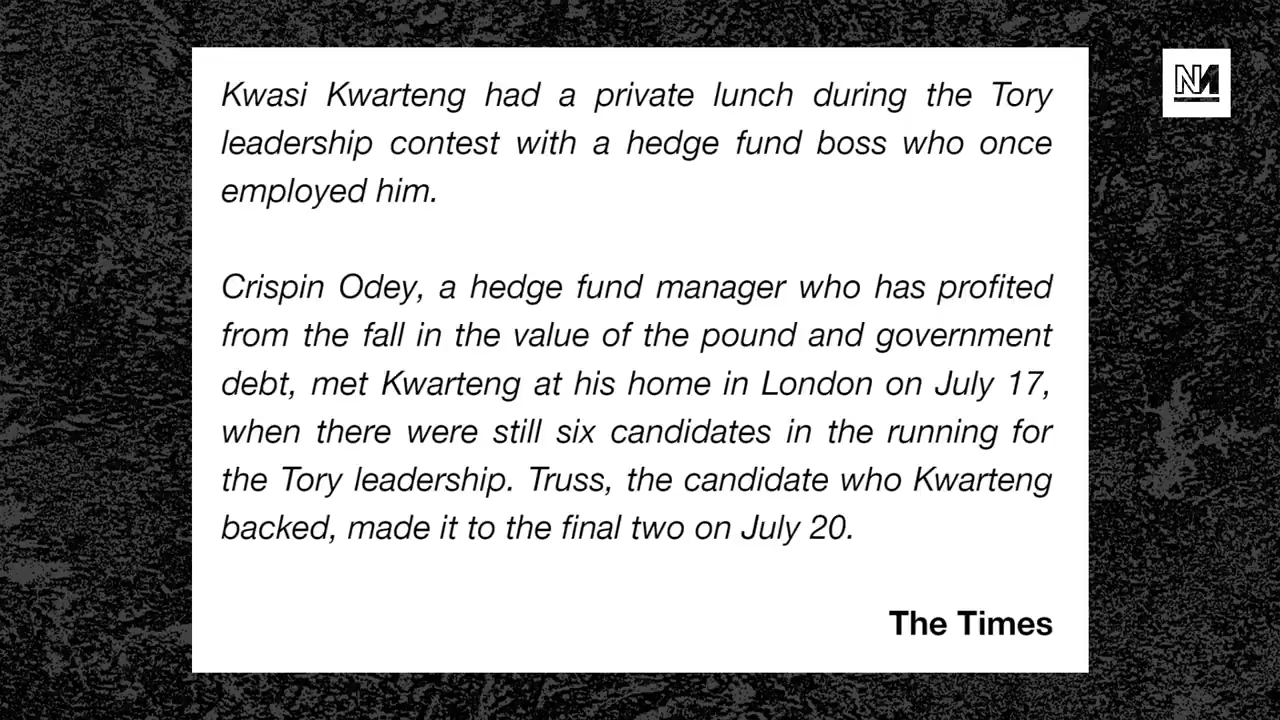 Kwasi Kwarteng had a private lunch during the Tory
leadership contest with a hedge fund boss who once
employed him.
Crispin Odey, a hedge fund manager who has profited
from the fall in the value of the pound and government
debt, met Kwarteng at his home in London on July 17,
when there were still six candidates in the running for
the Tory leadership. Truss, the candidate who Kwarteng
backed, made it to the final two on July 20.
The Times
NM